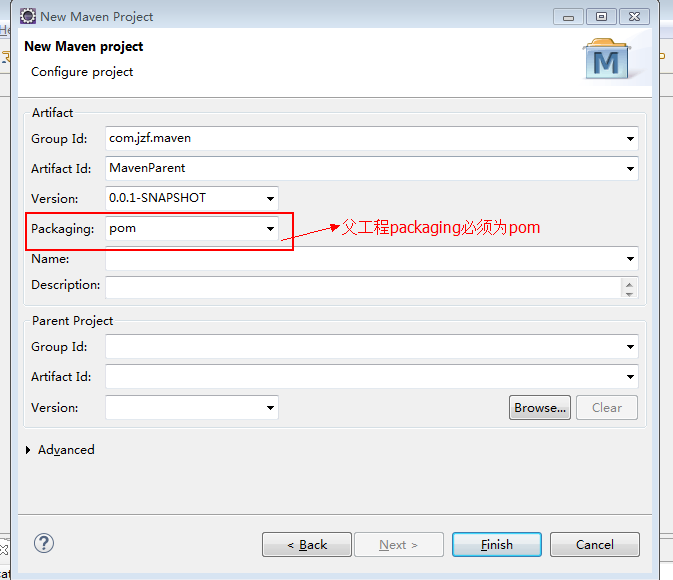 New Maven Project
New Maven project
Configure project
M
Artifact
Group Id: com.jzf.maven
Artifact Id: MavenParent
Version: 0.0.1-SNAPSHOT
Packaging: pom
父工程packaging必须为pom
Name:
Description:
Parent Project
Group Id:
Artifact Id:
Version:
Browse... Clear
Advanced
? < Back Next > Finish Cancel